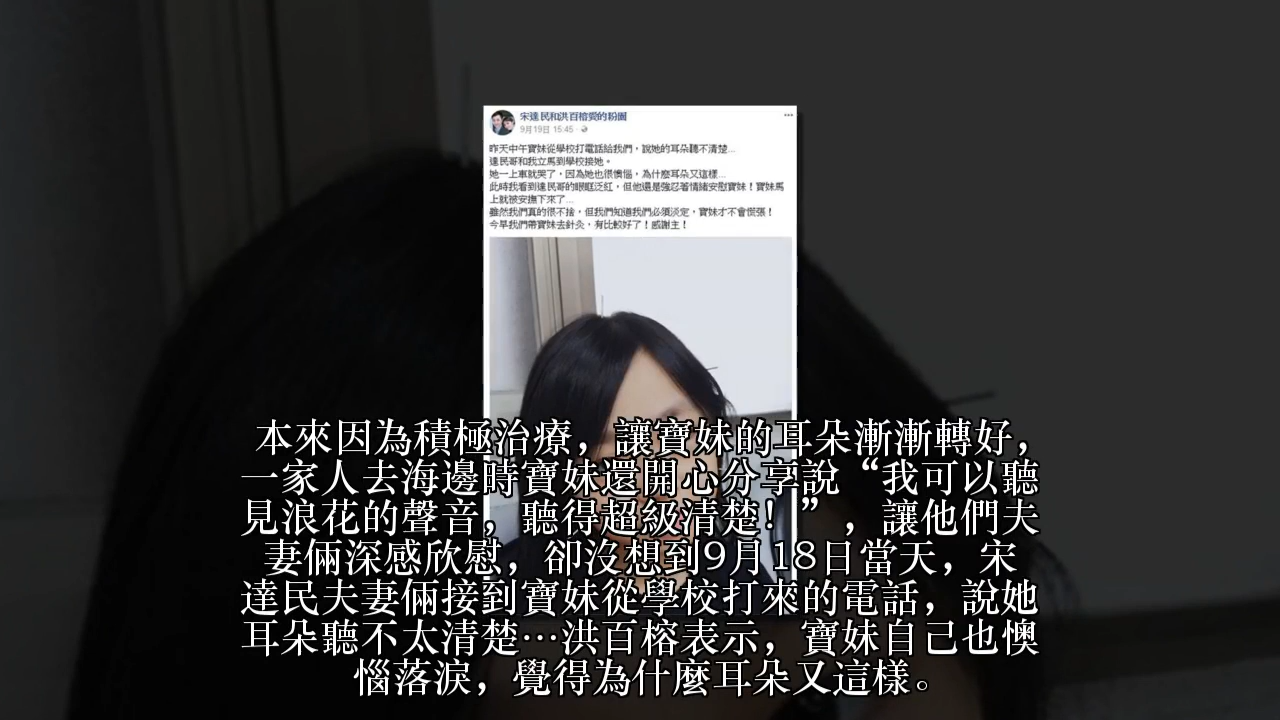 宋達民和洪百榕愛的粉園
9月19日 15:45
昨天中午寶妹從學校打電話給我們，說她的耳朵聽不清楚...
達民哥和我立馬到學校接她。
她一上車就哭了，因為她也很懊惱，為什麼耳朵又這樣...
此時我看到達民哥的眼眶泛紅，但他還是強忍著情緒安慰寶妹！寶妹馬
上就被安撫下來了...
雖然我們真的很不捨，但我們知道我們必須淡定，寶妹才不會慌張！
今早我們帶寶妹去針灸，有比較好了！感謝主！
本來因為積極治療，讓寶妹的耳朵漸漸轉好，
一家人去海邊時寶妹還開心分享說“我可以聽
見浪花的聲音，聽得超級清楚！”，讓他們夫
妻倆深感欣慰，卻沒想到9月18日當天，宋
達民夫妻倆接到寶妹從學校打來的電話，說她
耳朵聽不太清楚…洪百榕表示，寶妹自己也懊
惱落淚，覺得為什麼耳朵又這樣。